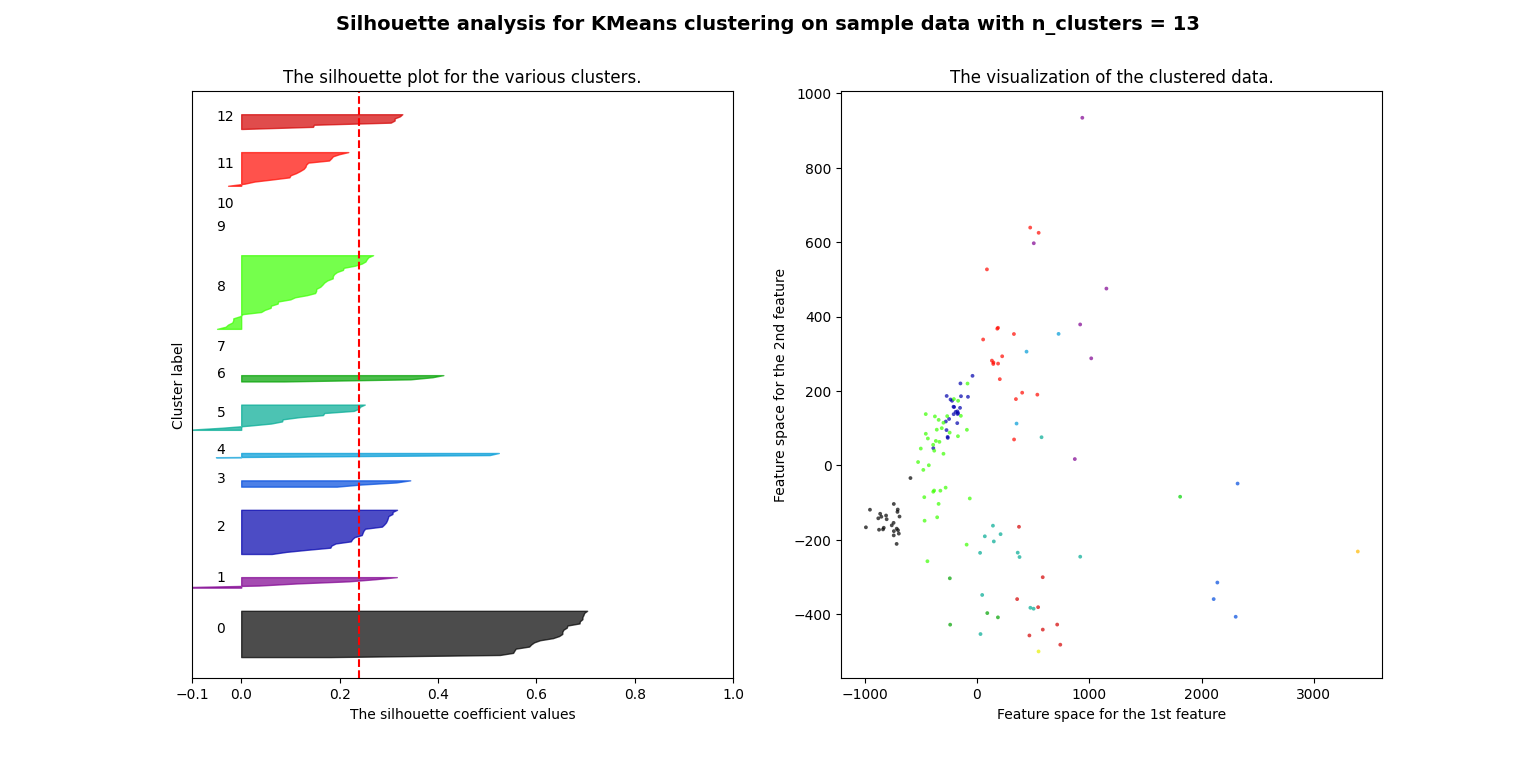 Silhouette analysis for KMeans clustering on sample data with n_clusters = 13
The silhouette plot for the various clusters.
12
11
10
9
8
7
6
5
4
3
2
1
0
Cluster label
−0.1 0.0 0.2 0.4 0.6 0.8 1.0
The silhouette coefficient values
The visualization of the clustered data.
1000
800
600
400
200
0
−200
−400
Feature space for the 2nd feature
−1000 0 1000 2000 3000
Feature space for the 1st feature